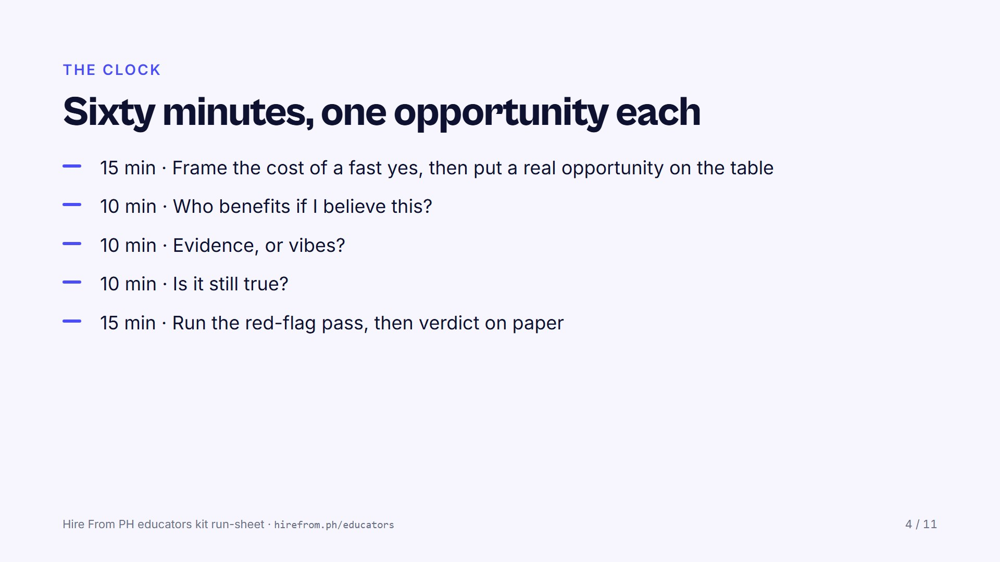 THE CLOCK
Sixty minutes, one opportunity each
15 min · Frame the cost of a fast yes, then put a real opportunity on the table
10 min · Who benefits if I believe this?
10 min · Evidence, or vibes?
10 min · Is it still true?
15 min · Run the red-flag pass, then verdict on paper
Hire From PH educators kit run-sheet · hirefrom.ph/educators
4 / 11